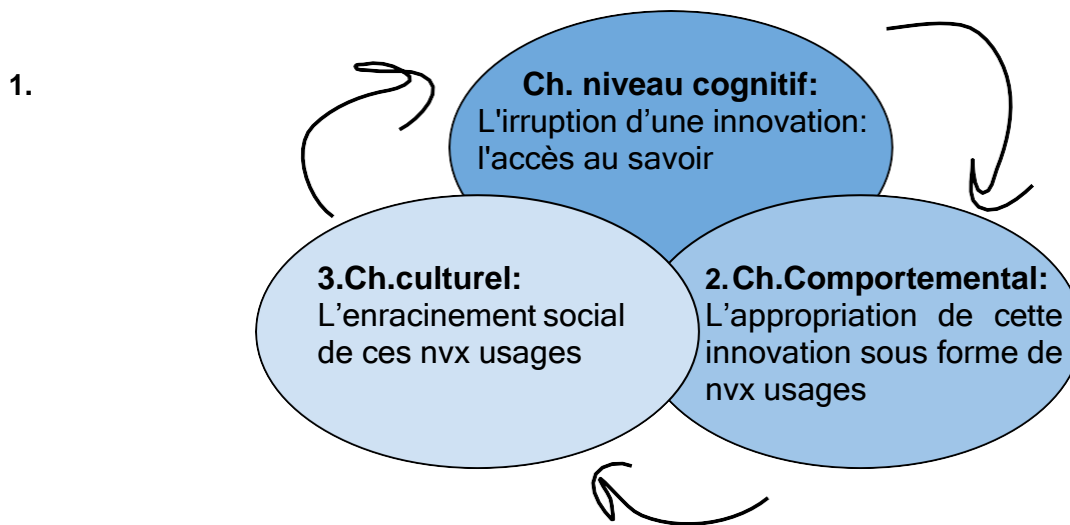 1.
Ch. niveau cognitif:
L'irruption d’une innovation:
l'accès au savoir
2.Ch.Comportemental:
L’appropriation de cette
innovation sous forme de
nvx usages
3.Ch.culturel:
L’enracinement social
de ces nvx usages